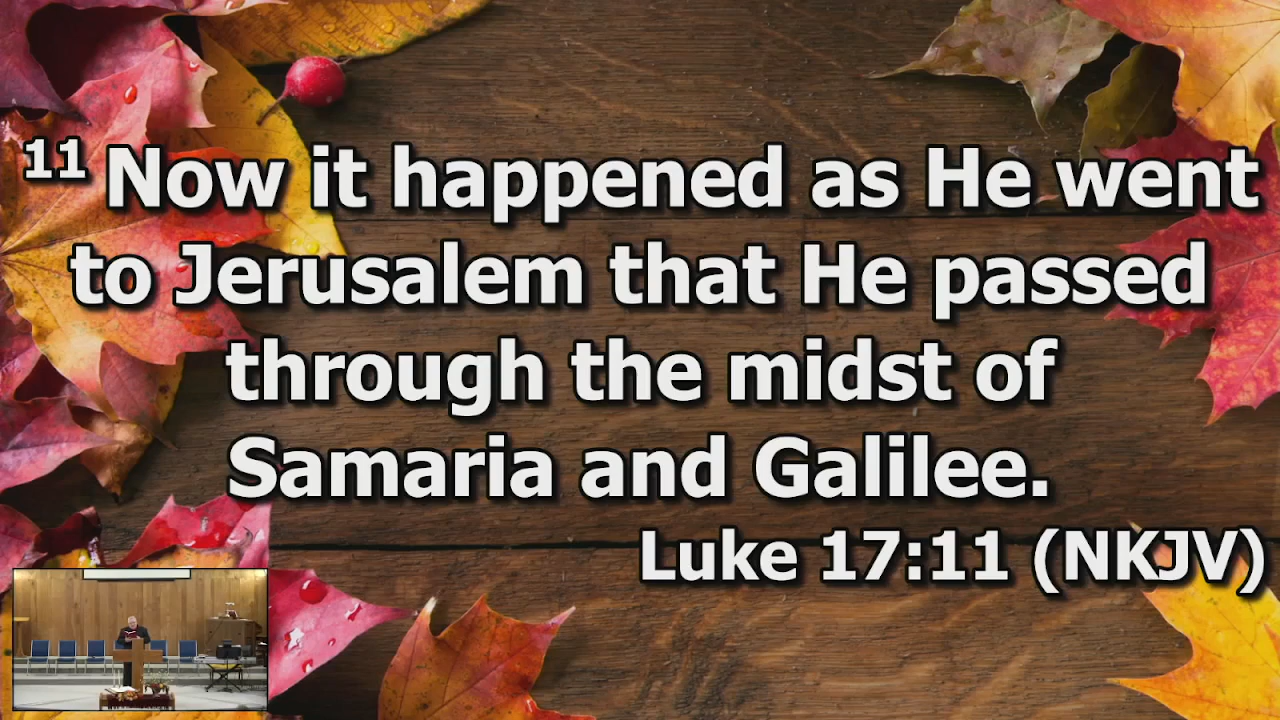 11 Now it happened as He went
to Jerusalem that He passed
through the midst of
Samaria and Galilee.
Luke 17:11 (NKJV)